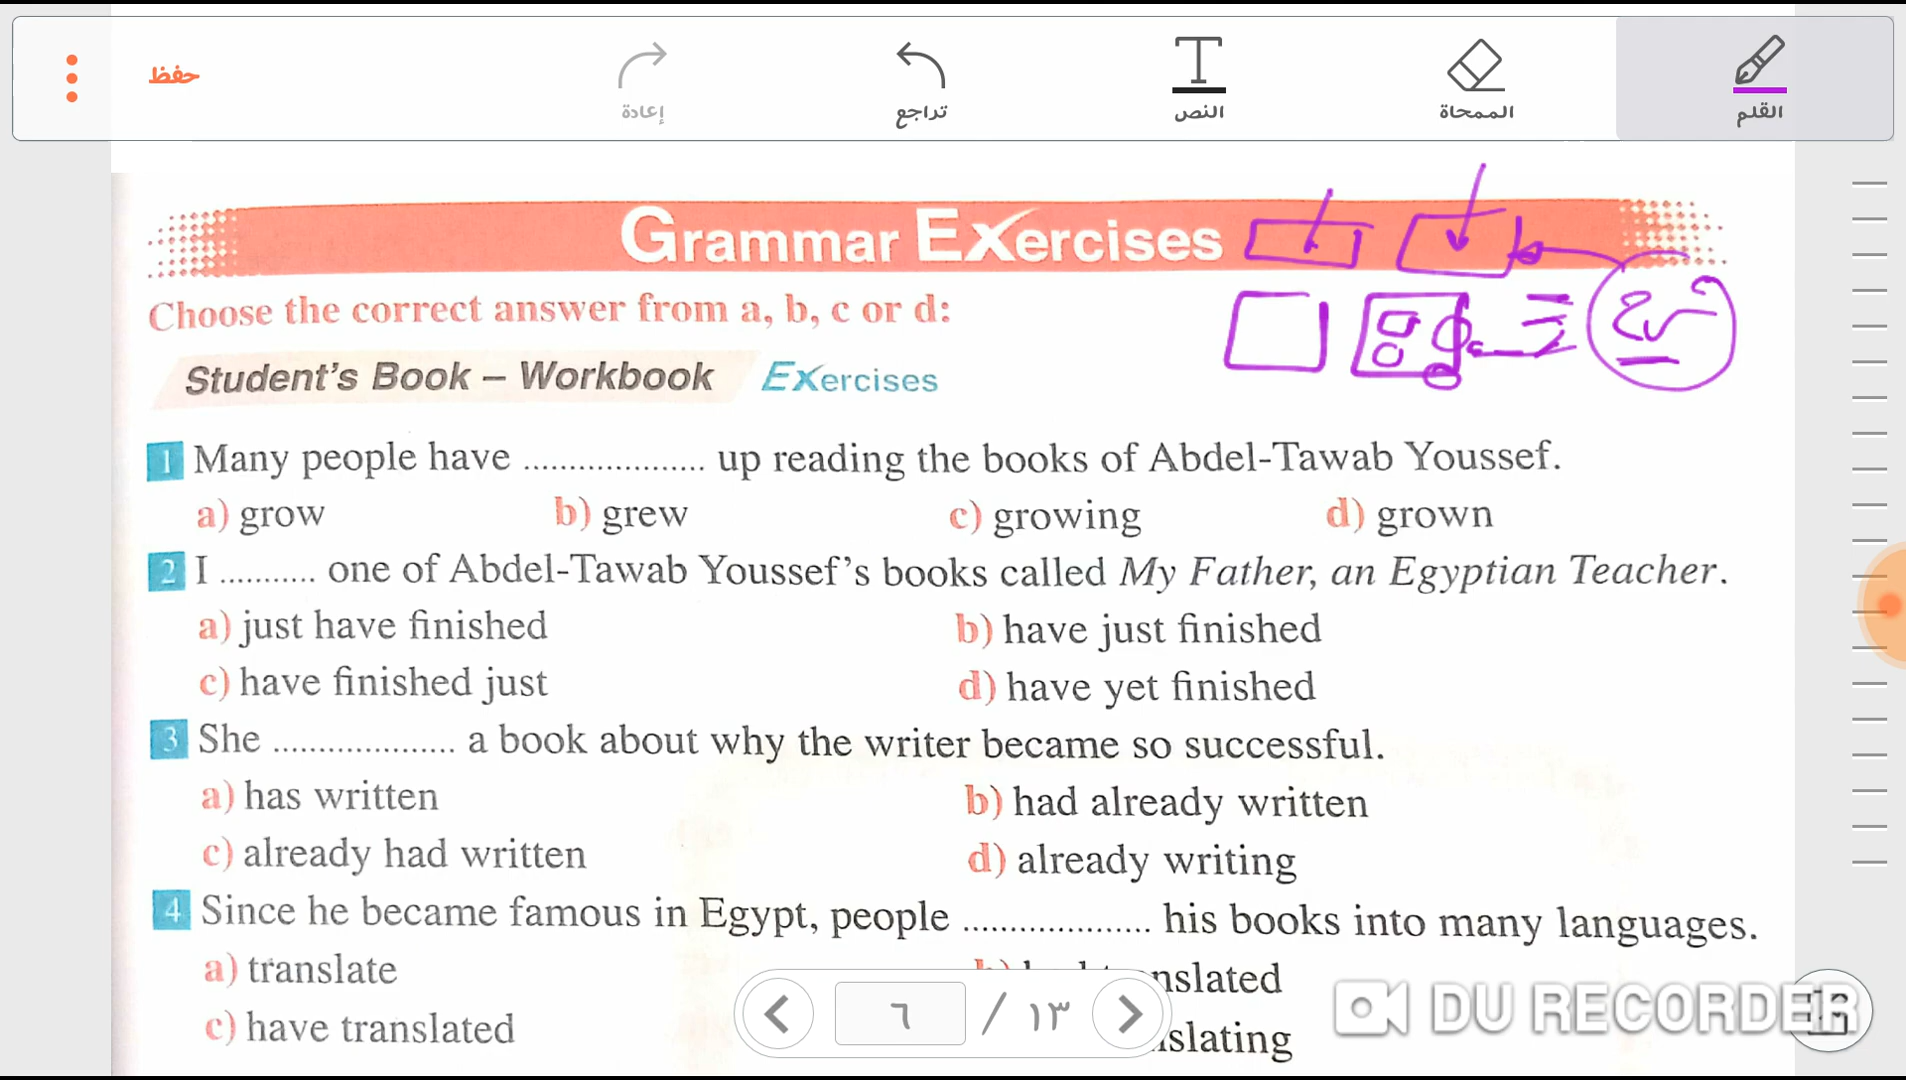 حفظ
إعادة
تراجع
النص
الممحاة
القلم
Grammar Exercises
Choose the correct answer from a, b, c or d:
Student's Book – Workbook Exercises
1 Many people have ................... up reading the books of Abdel-Tawab Youssef.
a) grow b) grew c) growing d) grown
2 I ........... one of Abdel-Tawab Youssef's books called My Father, an Egyptian Teacher.
a) just have finished b) have just finished
c) have finished just d) have yet finished
3 She ................... a book about why the writer became so successful.
a) has written b) had already written
c) already had written d) already writing
4 Since he became famous in Egypt, people ................... his books into many languages.
a) translate nslated
c) have translated slating
٦ / ١٣
DU RECORDER